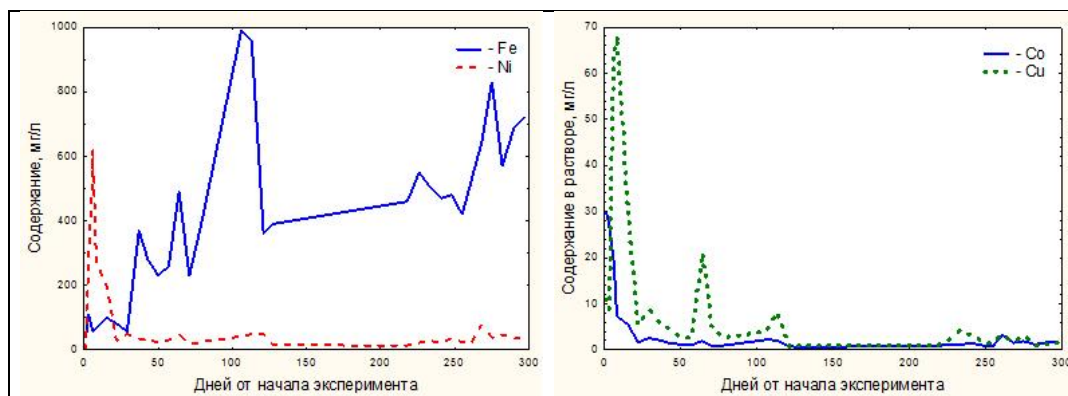 1000
800
600
400
200
0
Содержание, мг/л
- Fe
- Ni
0 50 100 150 200 250 300
Дней от начала эксперимента
70
60
50
40
30
20
10
0
Содержание в растворе, мг/л
- Co
- Cu
0 50 100 150 200 250 300
Дней от начала эксперимента